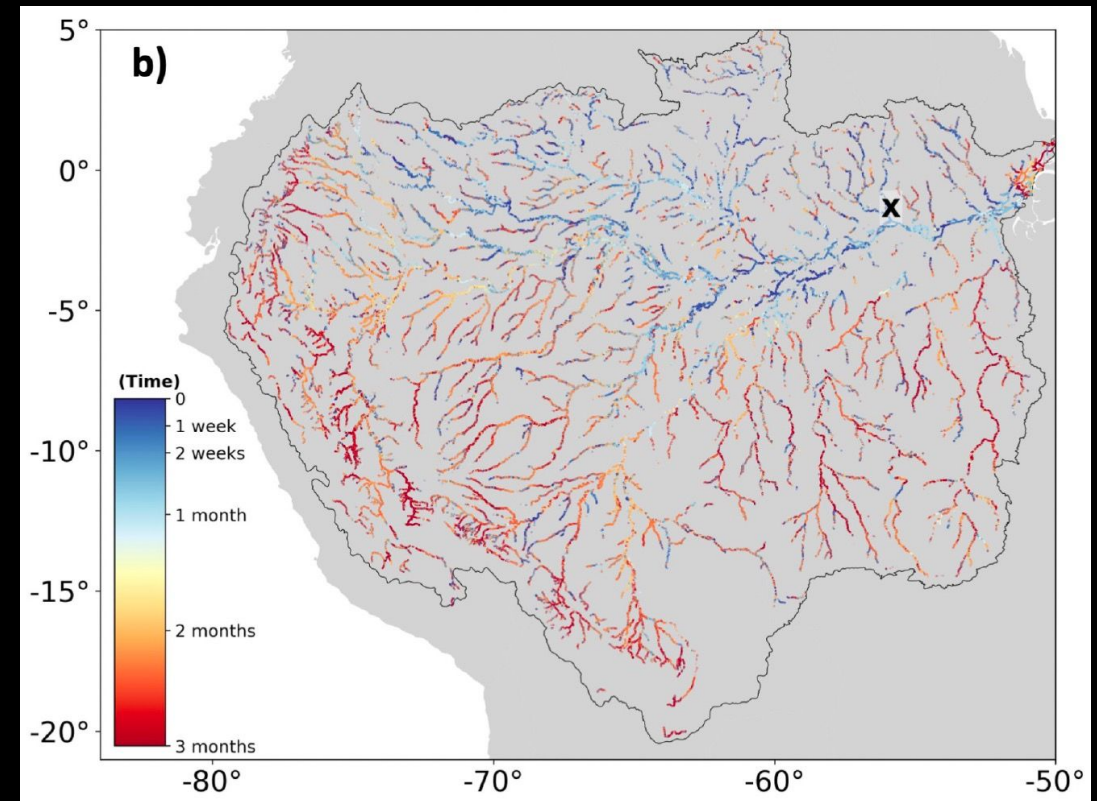 b)
X
5°
0°
-5°
-10°
-15°
-20°
(Time)
0
1 week
2 weeks
1 month
2 months
3 months
-80°
-70°
-60°
-50°